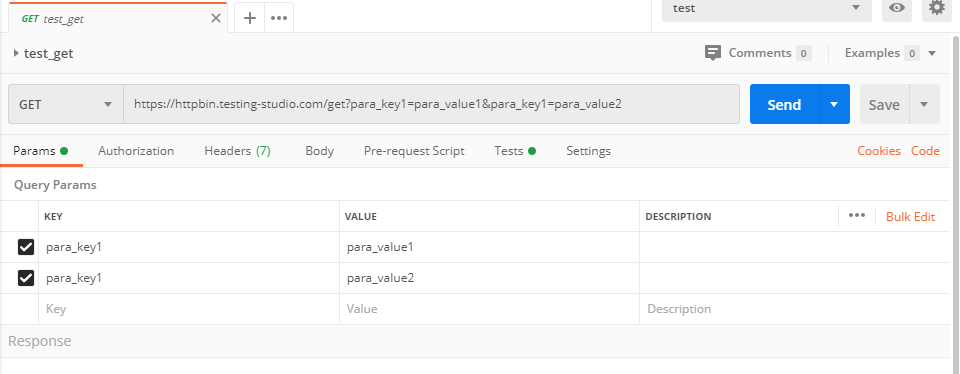 GET test_get
test
test_get
Comments 0
Examples 0
GET
https://httpbin.testing-studio.com/get?para_key1=para_value1&para_key1=para_value2
Send
Save
Params
Authorization
Headers (7)
Body
Pre-request Script
Tests
Settings
Cookies
Code
Query Params
KEY
VALUE
DESCRIPTION
Bulk Edit
para_key1
para_value1
para_key1
para_value2
Key
Value
Description
Response